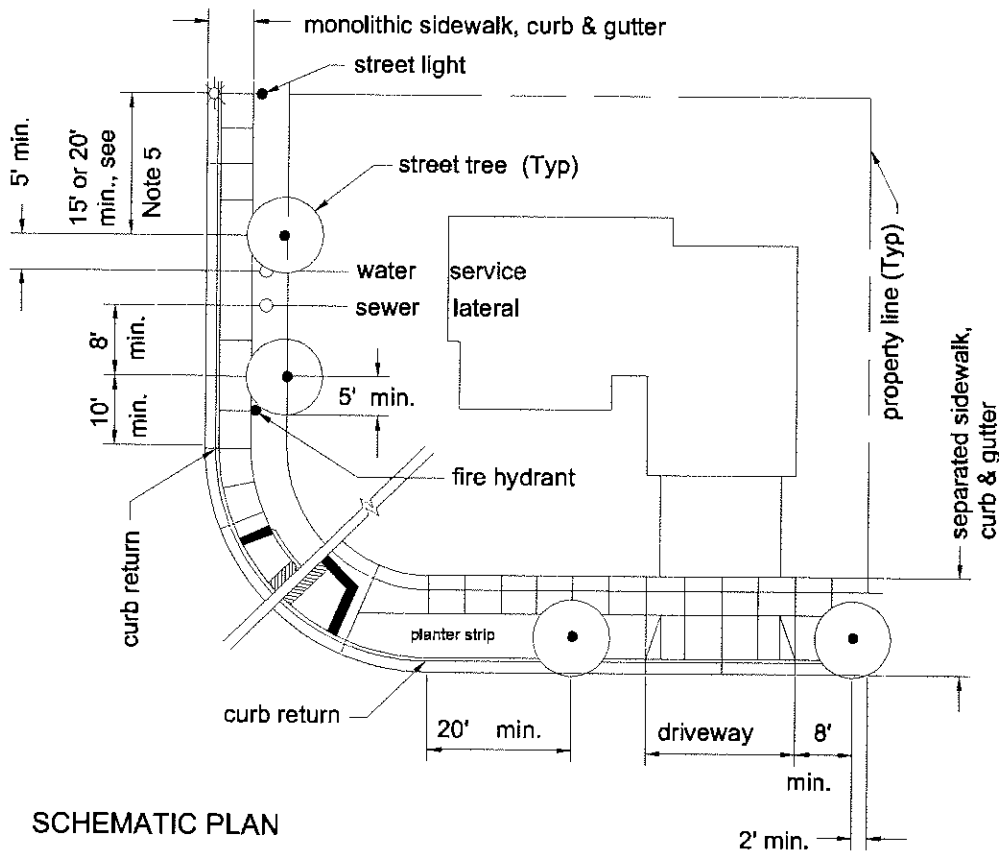 monolithic sidewalk, curb & gutter
street light
5' min.
15' or 20'
min., see
Note 5
street tree (Typ)
property line (Typ)
water service
sewer lateral
8'
min.
10'
min.
5' min.
fire hydrant
separated sidewalk,
curb & gutter
curb return
planter strip
curb return
20' min.
driveway
8'
min.
2' min.
SCHEMATIC PLAN